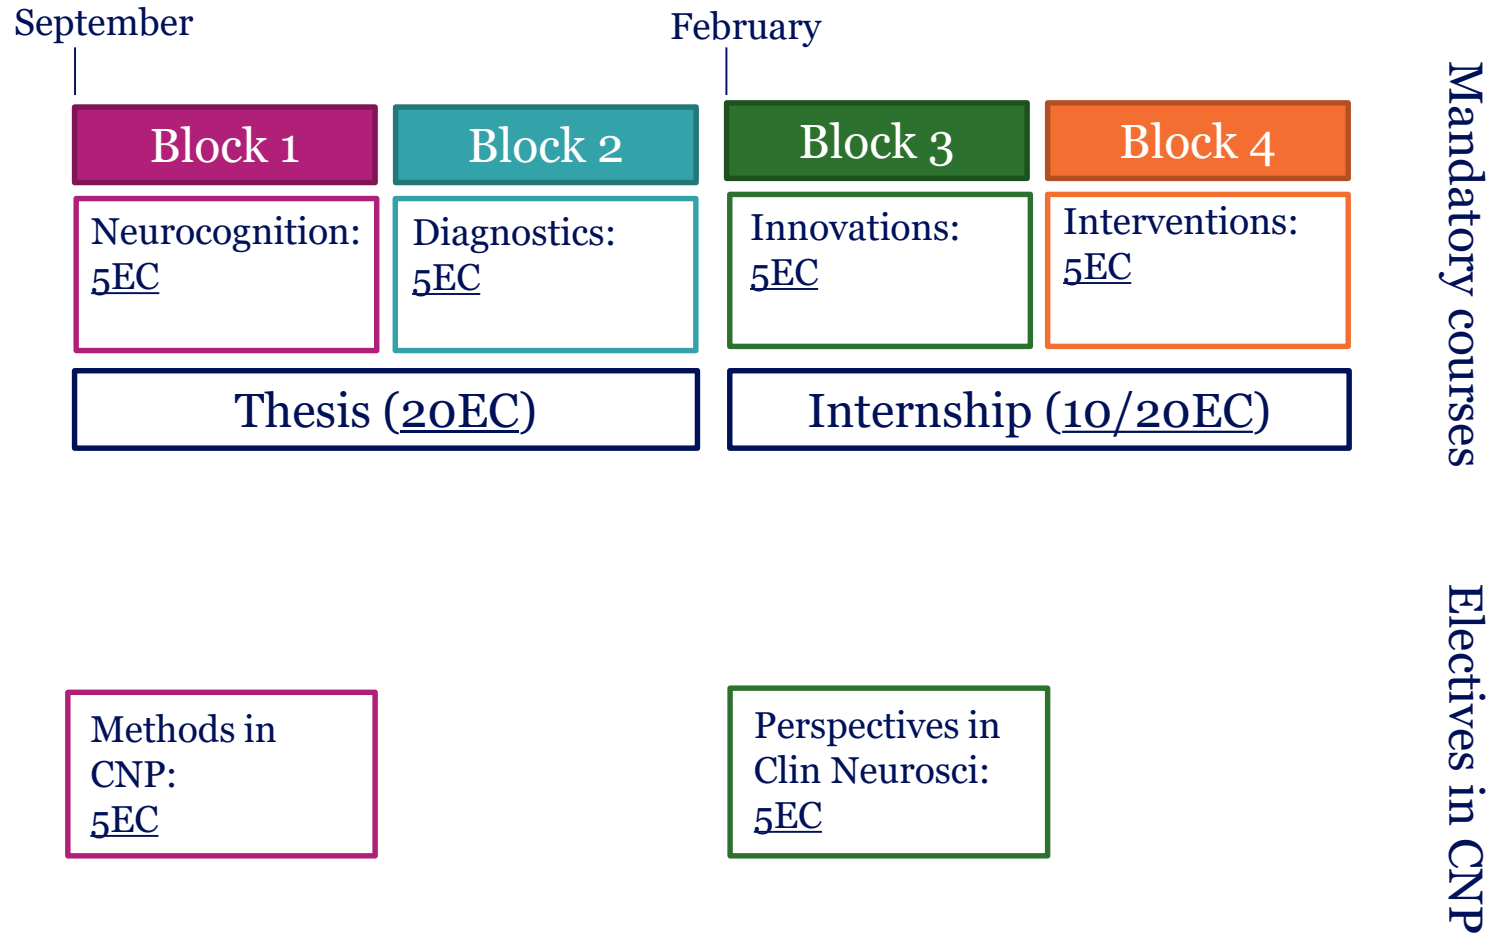 September
February
Block 1
Block 2
Block 3
Block 4
Neurocognition:
5EC
Diagnostics:
5EC
Innovations:
5EC
Interventions:
5EC
Thesis (20EC)
Internship (10/20EC)
Mandatory courses
Methods in
CNP:
5EC
Perspectives in
Clin Neurosci:
5EC
Electives in CNP